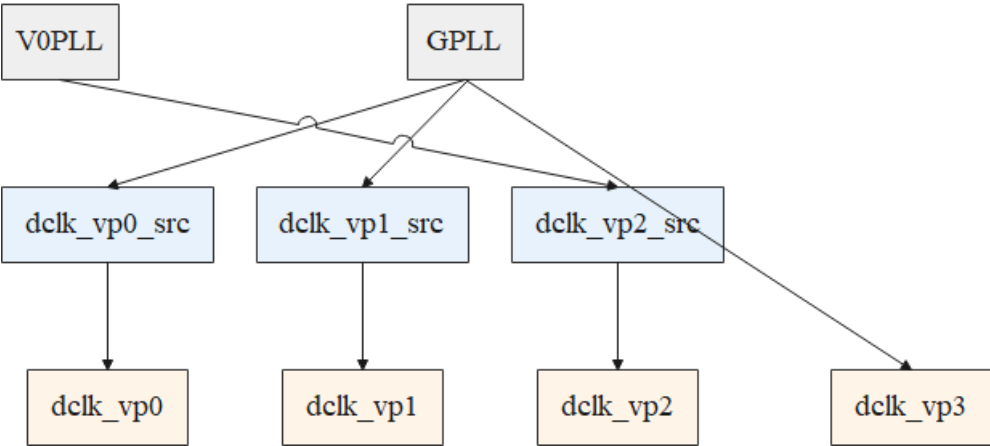 V0PLL
GPLL
dclk_vp0_src
dclk_vp1_src
dclk_vp2_src
dclk_vp0
dclk_vp1
dclk_vp2
dclk_vp3